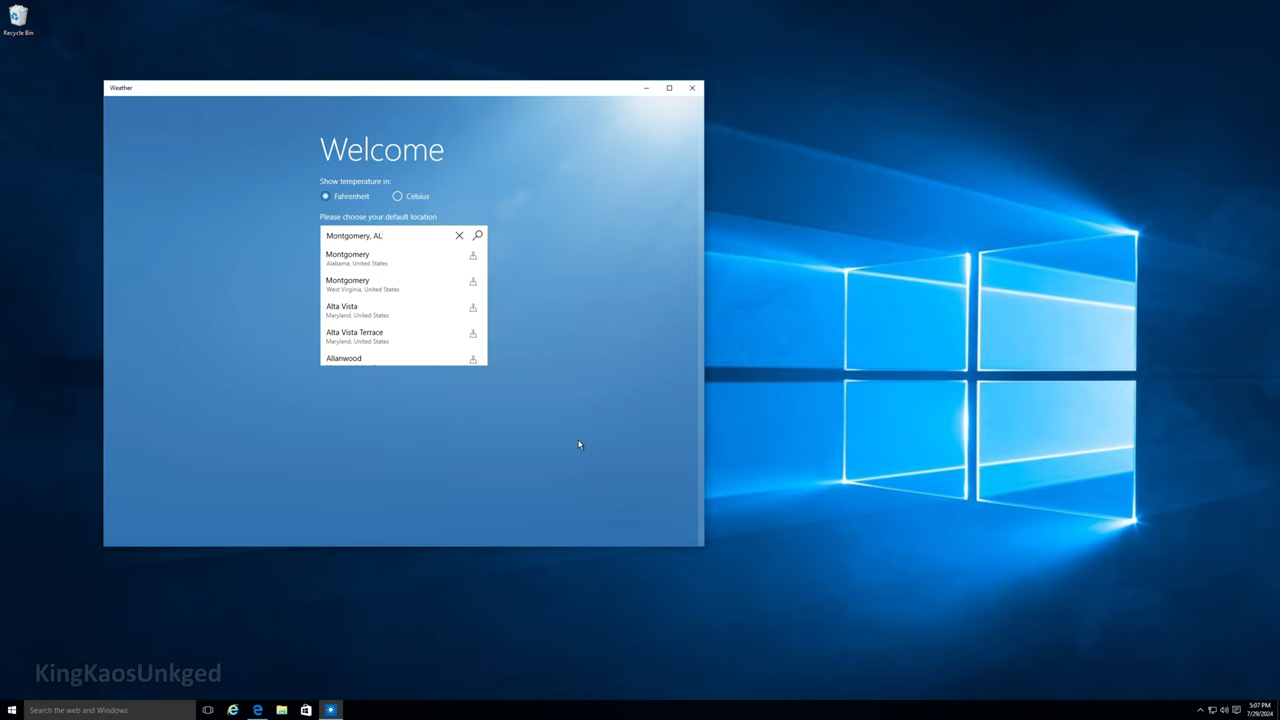 Recycle Bin
Weather
Welcome
Show temperature in:
Fahrenheit Celsius
Please choose your default location
Montgomery, AL
Montgomery
Alabama, United States
Montgomery
West Virginia, United States
Alta Vista
Maryland, United States
Alta Vista Terrace
Maryland, United States
Allanwood
KingKaosUnkged
Search the web and Windows
5:07 PM
7/29/2024